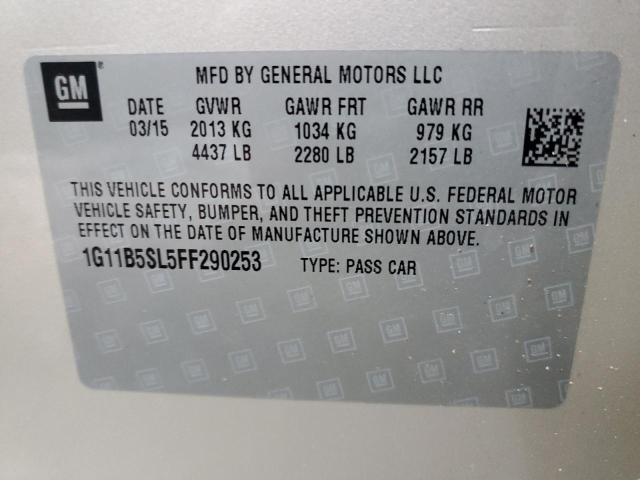 GM ®
MFD BY GENERAL MOTORS LLC
DATE GVWR GAWR FRT GAWR RR
03/15 2013 KG 1034 KG 979 KG
4437 LB 2280 LB 2157 LB
THIS VEHICLE CONFORMS TO ALL APPLICABLE U.S. FEDERAL MOTOR
VEHICLE SAFETY, BUMPER, AND THEFT PREVENTION STANDARDS IN
EFFECT ON THE DATE OF MANUFACTURE SHOWN ABOVE.
1G11B5SL5FF290253 TYPE: PASS CAR